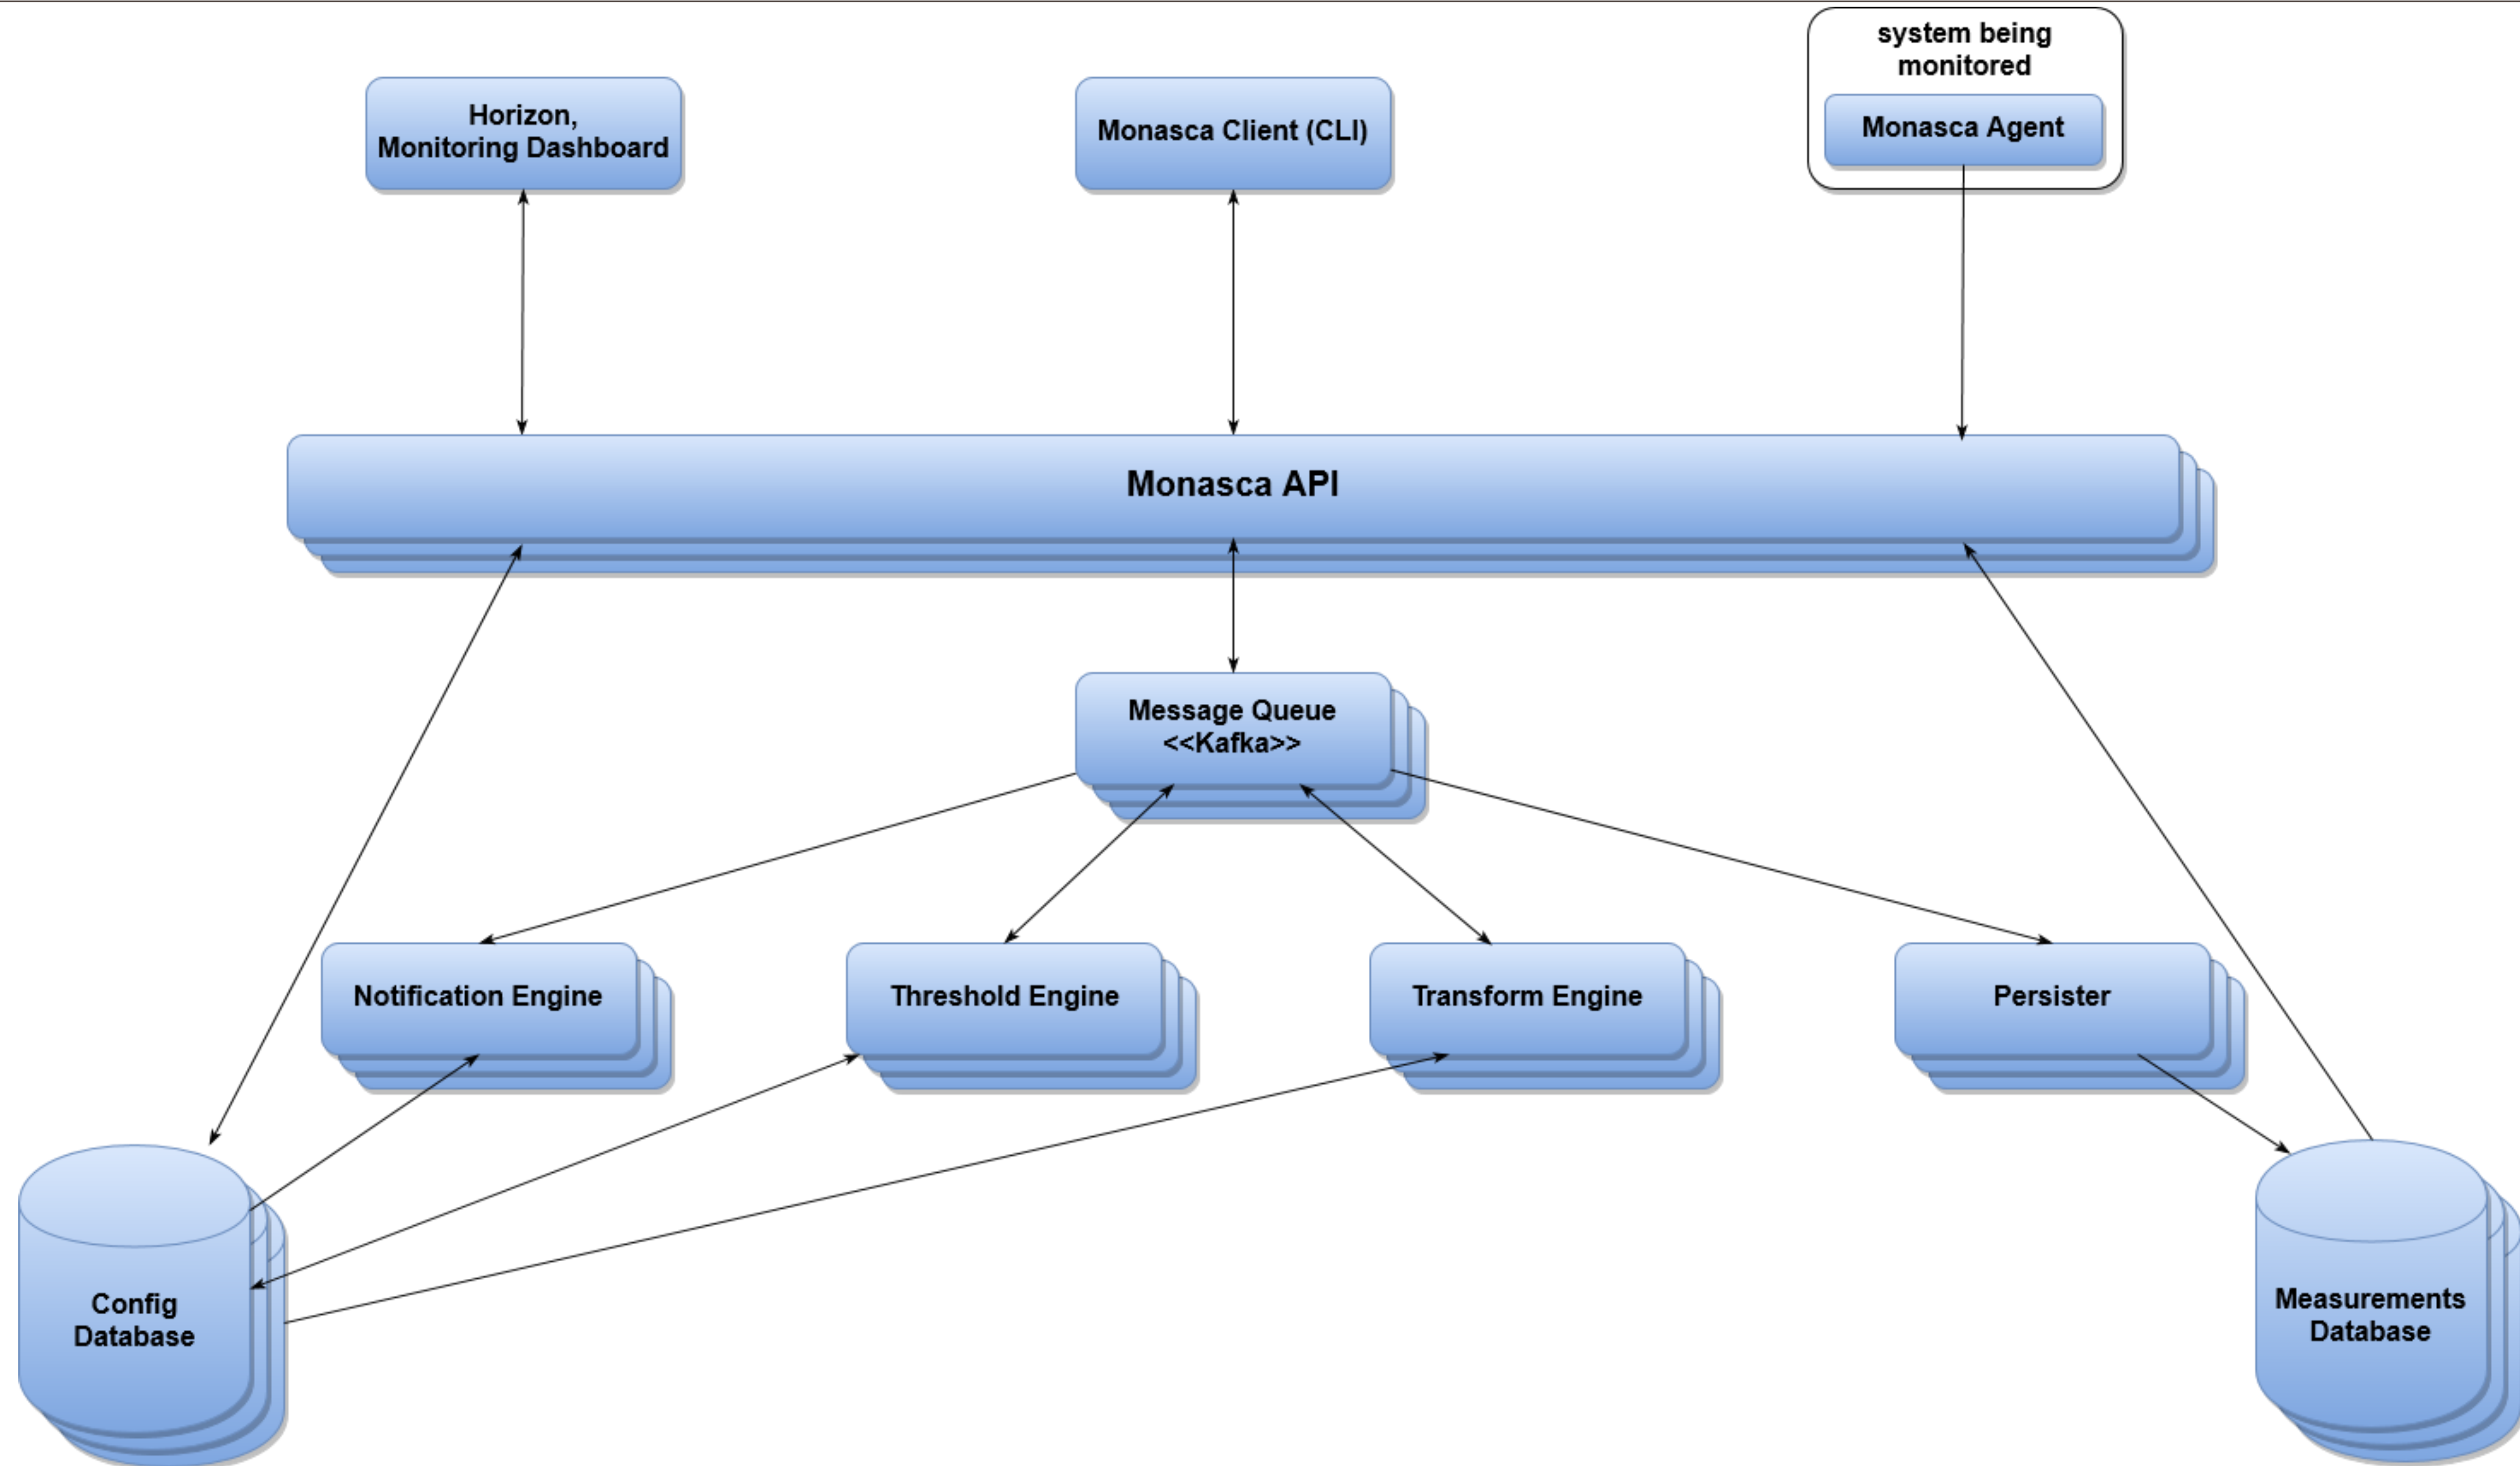 system being
monitored
Horizon,
Monitoring Dashboard
Monasca Client (CLI)
Monasca Agent
Monasca API
Message Queue
<<Kafka>>
Notification Engine
Threshold Engine
Transform Engine
Persister
Config
Database
Measurements
Database